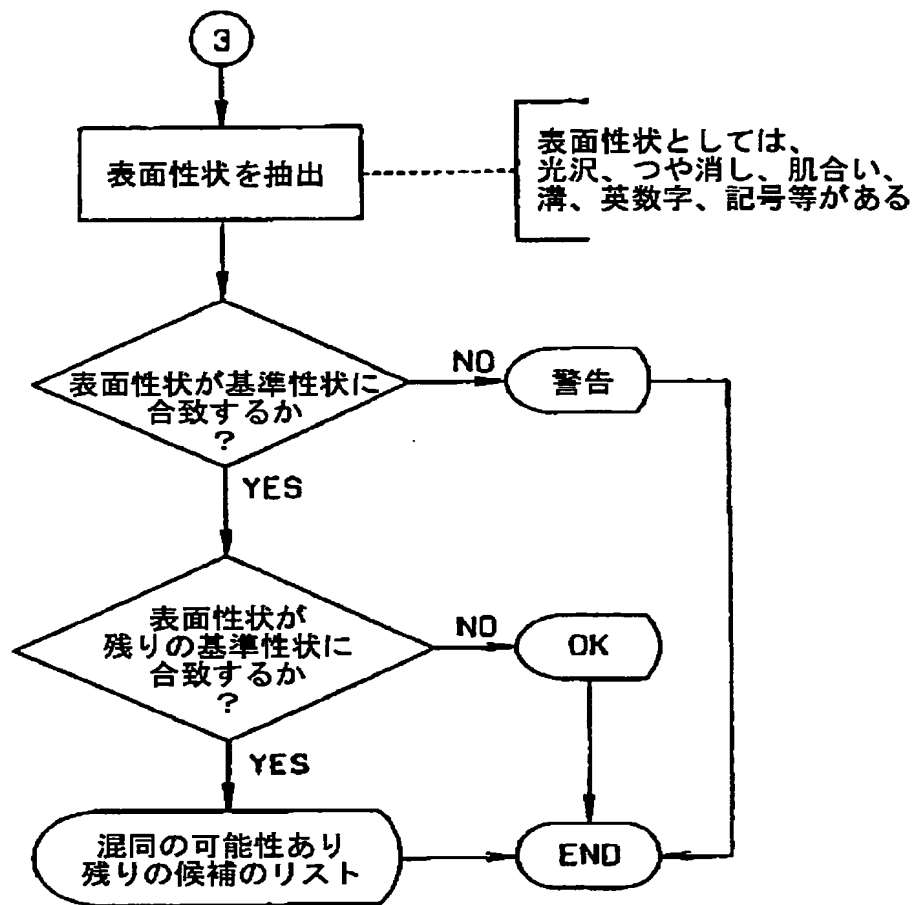 3
表面性状を抽出
表面性状としては、
光沢、つや消し、肌合い、
溝、英数字、記号等がある
表面性状が基準性状に
合致するか
?
NO
警告
YES
表面性状が
残りの基準性状に
合致するか
?
NO
OK
YES
混同の可能性あり
残りの候補のリスト
END